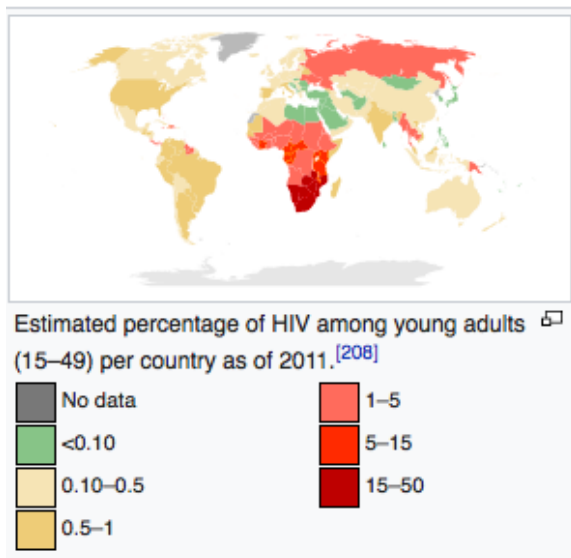 Estimated percentage of HIV among young adults
(15–49) per country as of 2011.[208]
No data
<0.10
0.10–0.5
0.5–1
1–5
5–15
15–50